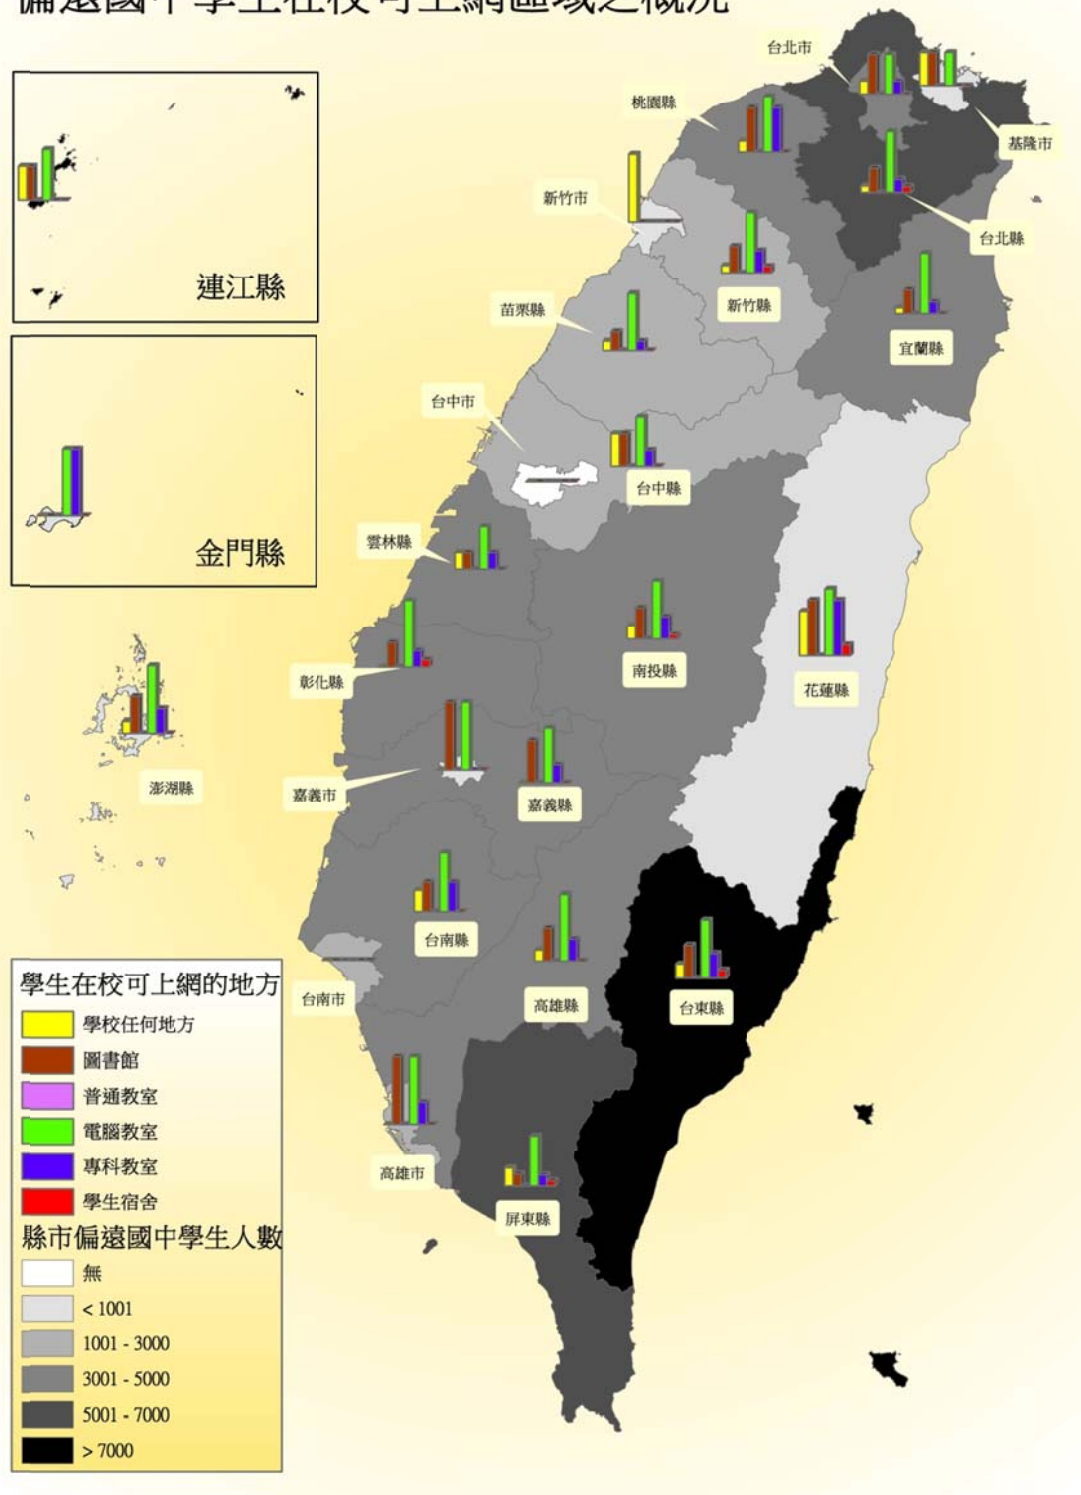 偏遠國中學生在校可上網區域之概況
台北市
桃園縣
基隆市
新竹市
台北縣
連江縣
新竹縣
苗栗縣
宜蘭縣
台中市
台中縣
雲林縣
金門縣
南投縣
彰化縣
花蓮縣
澎湖縣
嘉義市
嘉義縣
台南縣
台南市
高雄縣
台東縣
高雄市
屏東縣
學生在校可上網的地方
學校任何地方
圖書館
普通教室
電腦教室
專科教室
學生宿舍
縣市偏遠國中學生人數
無
< 1001
1001 - 3000
3001 - 5000
5001 - 7000
> 7000